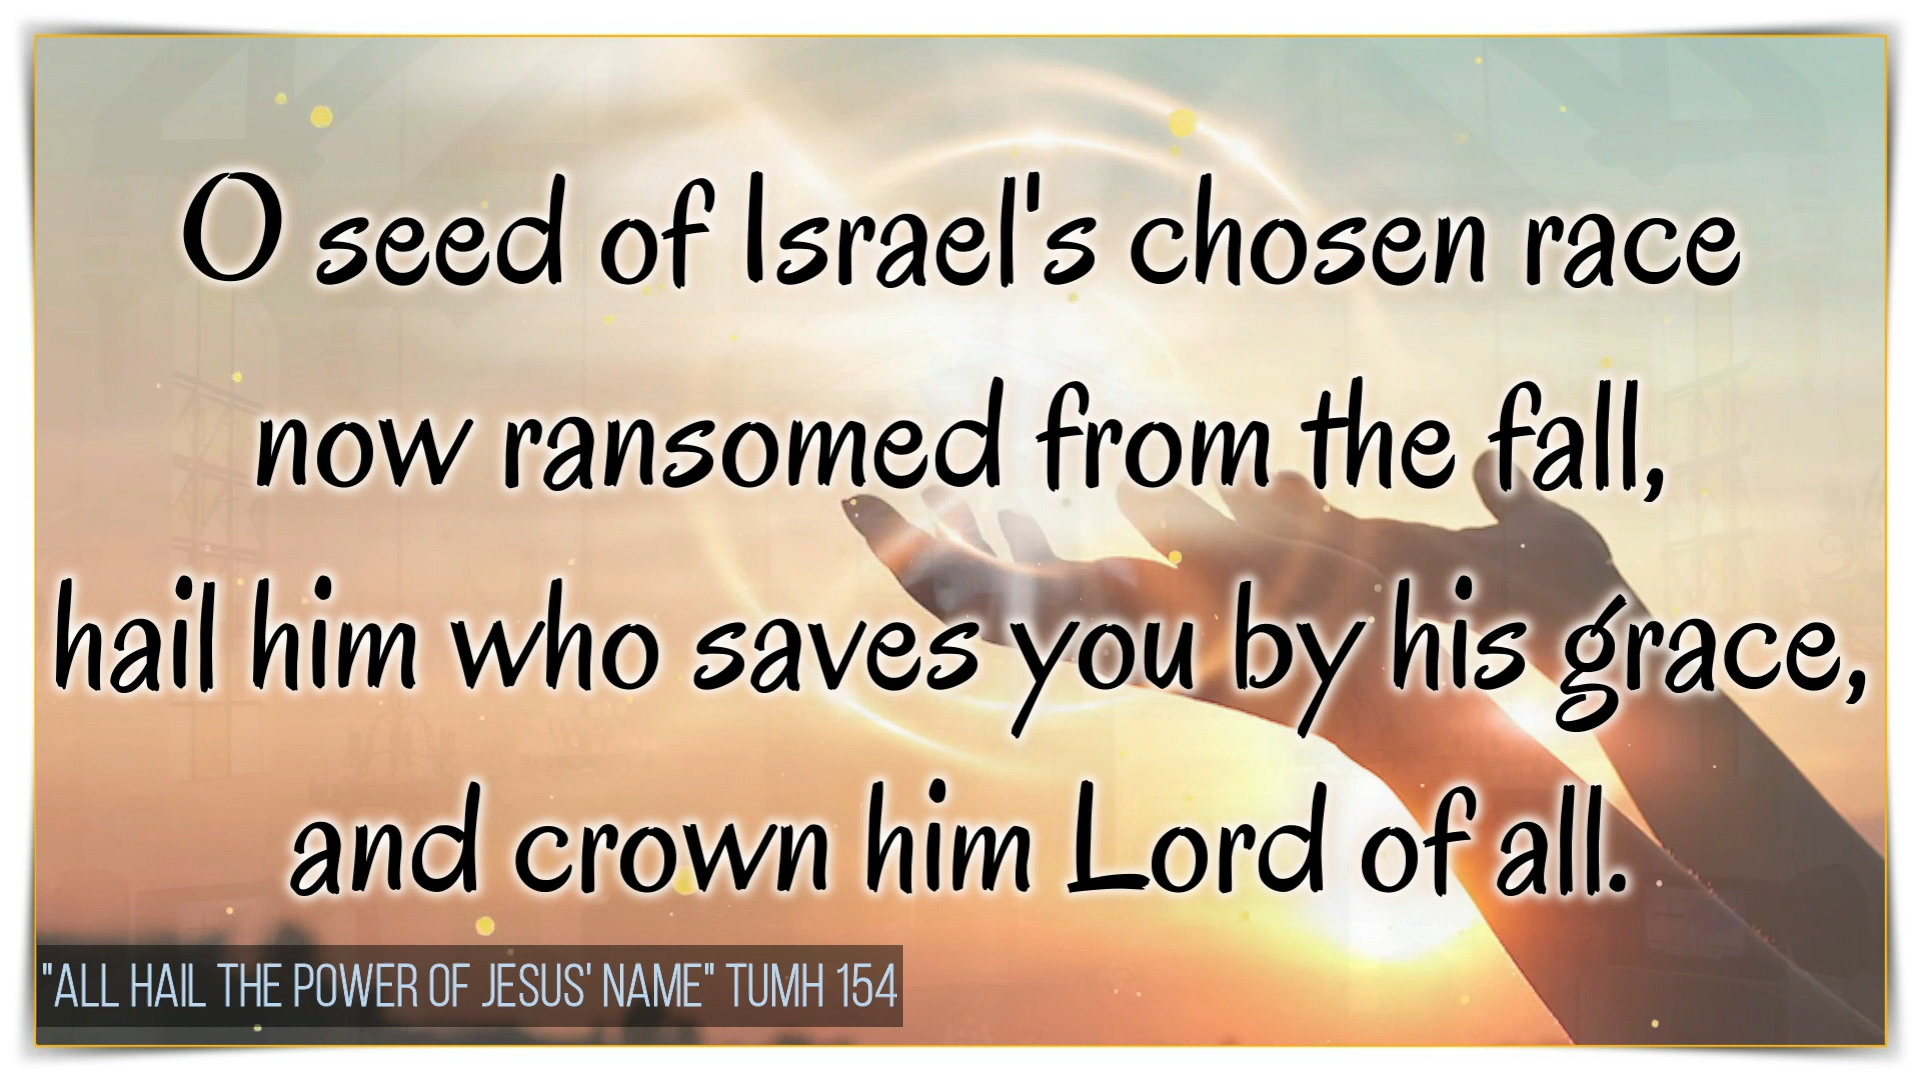 O seed of Israel's chosen race
now ransomed from the fall,
hail him who saves you by his grace,
and crown him Lord of all.
"ALL HAIL THE POWER OF JESUS' NAME" TUMH 154